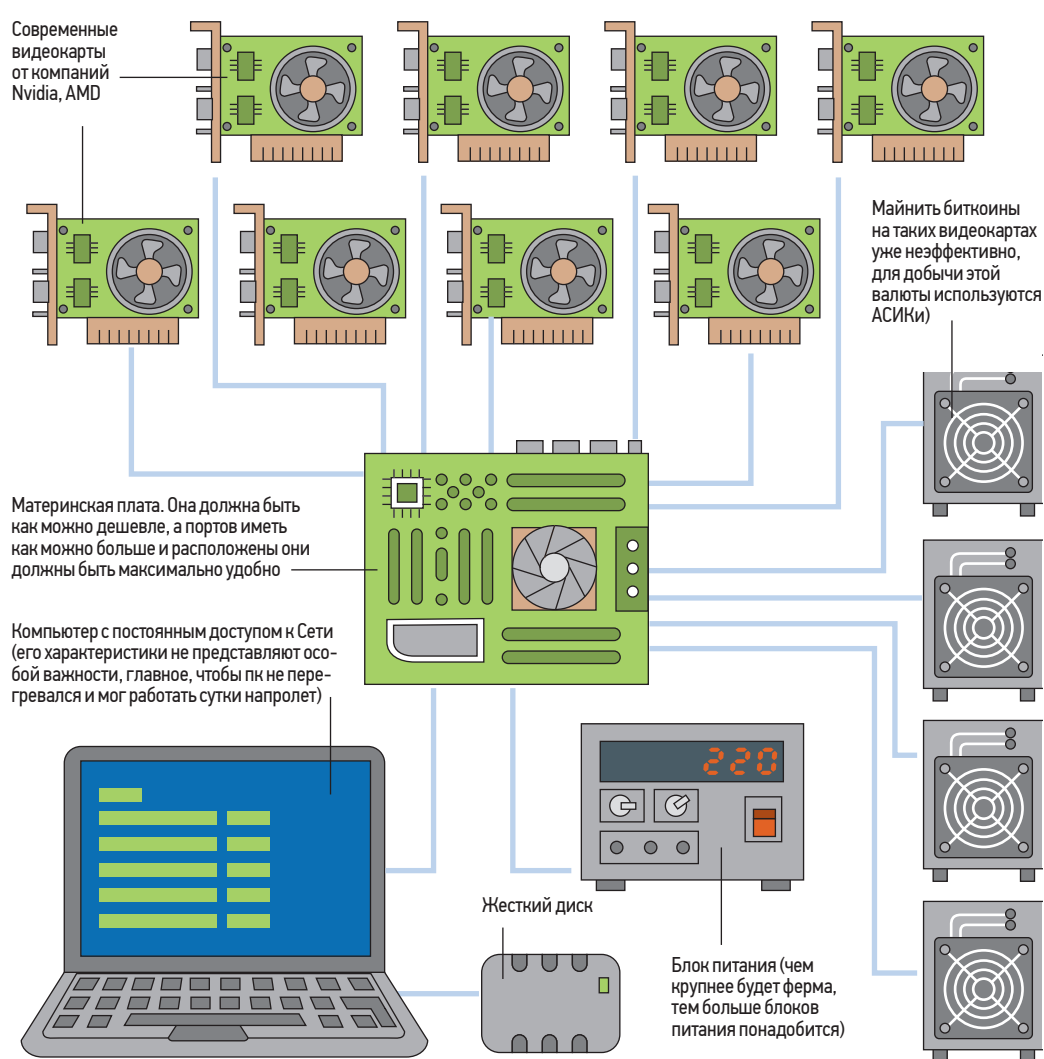 Современные
видеокарты
от компаний
Nvidia, AMD
Майнить биткоины
на таких видеокартах
уже неэффективно,
для добычи этой
валюты используются
АСИКи)
Материнская плата. Она должна быть
как можно дешевле, а портов иметь
как можно больше и расположены они
должны быть максимально удобно
Компьютер с постоянным доступом к Сети
(его характеристики не представляют осо-
бой важности, главное, чтобы пк не пере-
гревался и мог работать сутки напролет)
220
Жесткий диск
Блок питания (чем
крупнее будет ферма,
тем больше блоков
питания понадобится)